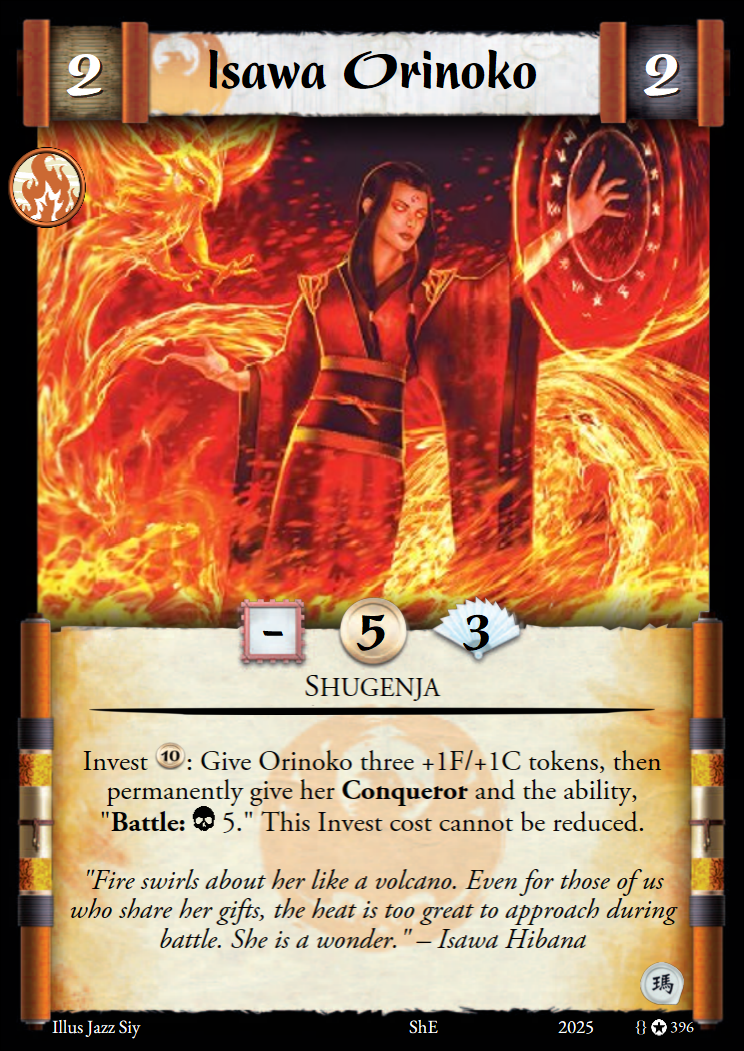 2 Isawa Orinoko 2
- 5 3
Shugenja
Invest 10: Give Orinoko three +1F/+1C tokens, then
permanently give her Conqueror and the ability,
"Battle: 5." This Invest cost cannot be reduced.
"Fire swirls about her like a volcano. Even for those of us
who share her gifts, the heat is too great to approach during
battle. She is a wonder." – Isawa Hibana
瑪
Illus Jazz Siy ShE 2025 {} 396